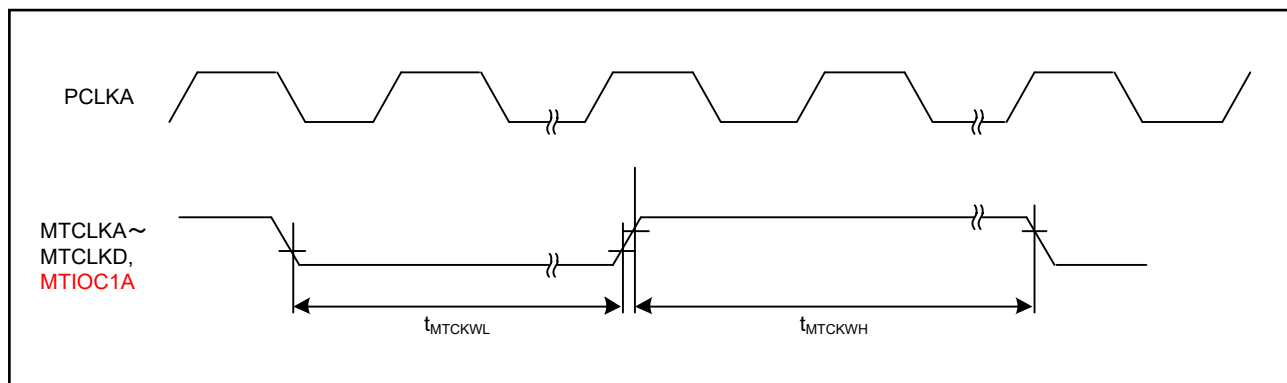 PCLKA
MTCLKA～
MTCLKD,
MTIOC1A
tMTCKWL
tMTCKWH